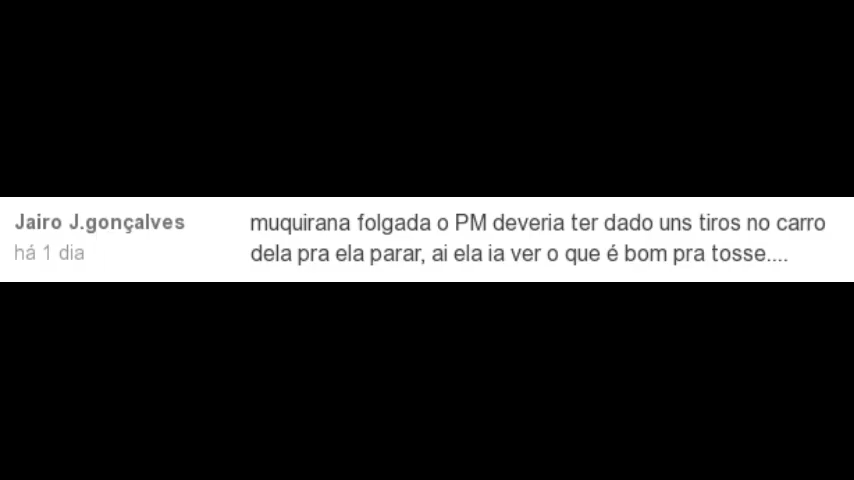 Jairo J.gonçalves
há 1 dia
muquirana folgada o PM deveria ter dado uns tiros no carro
dela pra ela parar, ai ela ia ver o que é bom pra tosse....